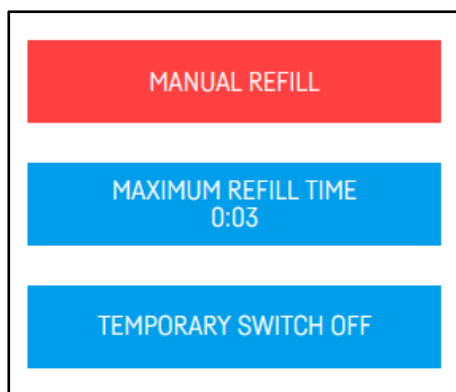 MANUAL REFILL
MAXIMUM REFILL TIME
0:03
TEMPORARY SWITCH OFF